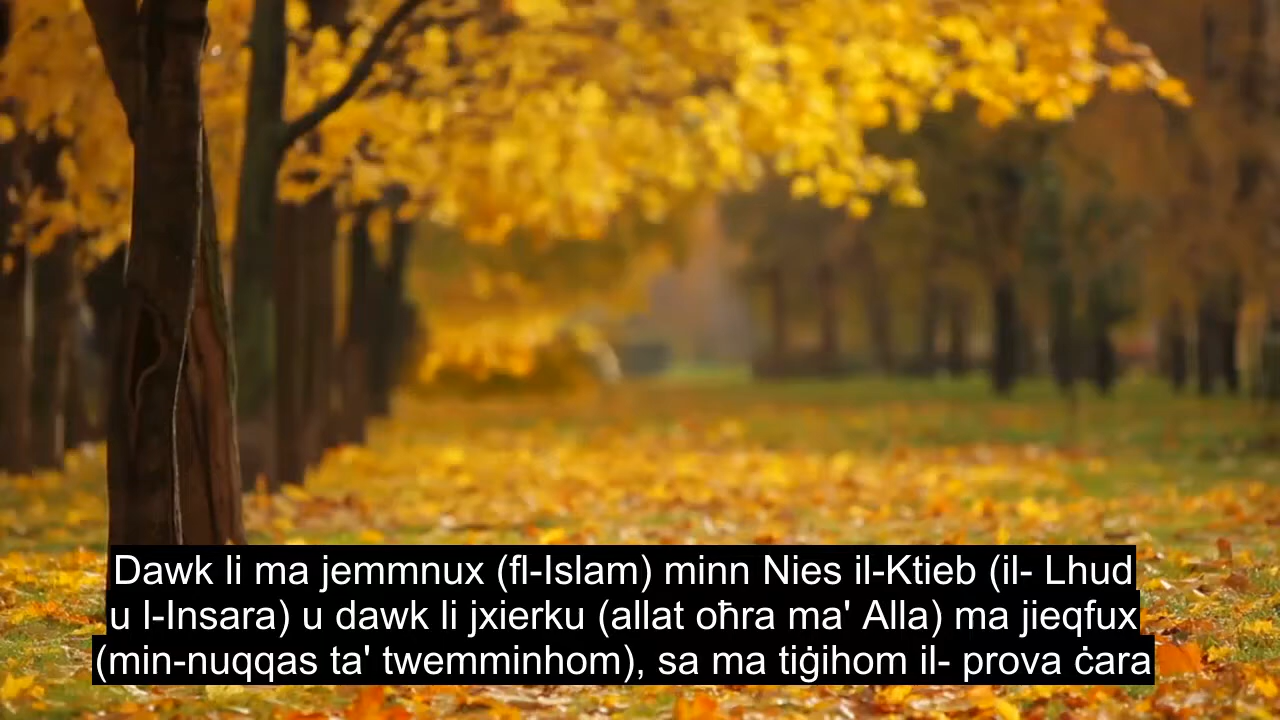 Dawk li ma jemmnux (fl-Islam) minn Nies il-Ktieb (il- Lhud
u l-Insara) u dawk li jxierku (allat oħra ma' Alla) ma jieqfux
(min-nuqqas ta' twemminhom), sa ma tiġihom il- prova ċara